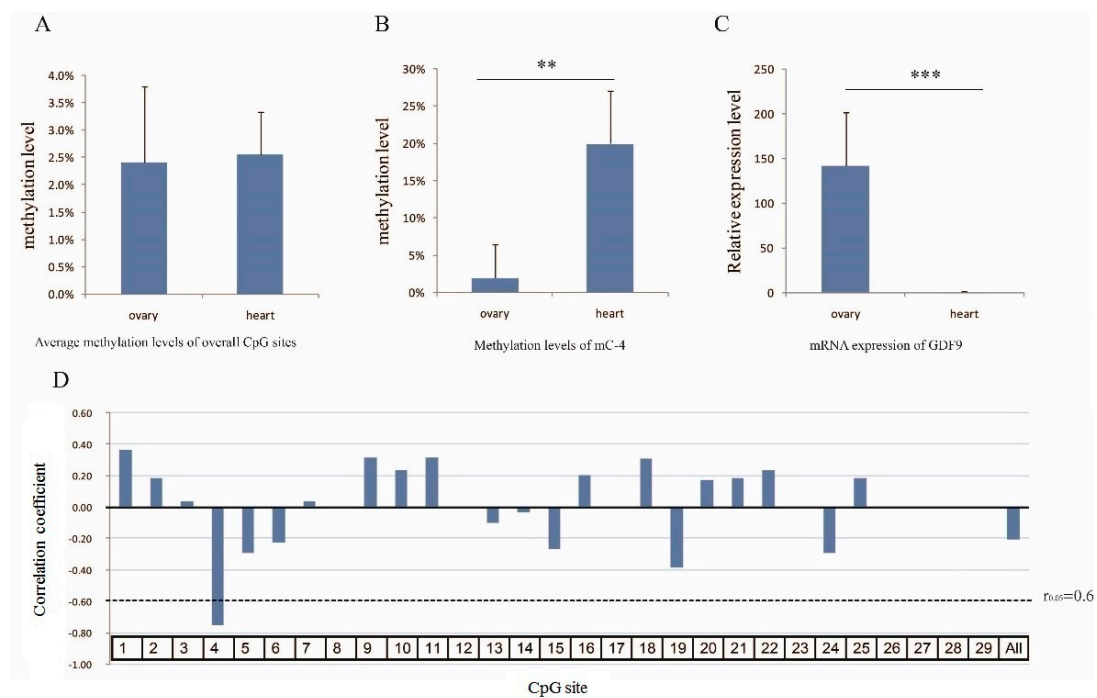 A
4.0%
3.5%
3.0%
2.5%
2.0%
1.5%
1.0%
0.5%
0.0%
methylation level
ovary heart
Average methylation levels of overall CpG sites
B
30%
25%
20%
15%
10%
5%
0%
methylation level
**
ovary heart
Methylation levels of mC-4
C
250
200
150
100
50
0
Relative expression level
***
ovary heart
mRNA expression of GDF9
D
0.60
0.40
0.20
0.00
-0.20
-0.40
-0.60
-0.80
-1.00
Correlation coefficient
r0.05=0.6
1 2 3 4 5 6 7 8 9 10 11 12 13 14 15 16 17 18 19 20 21 22 23 24 25 26 27 28 29 All
CpG site